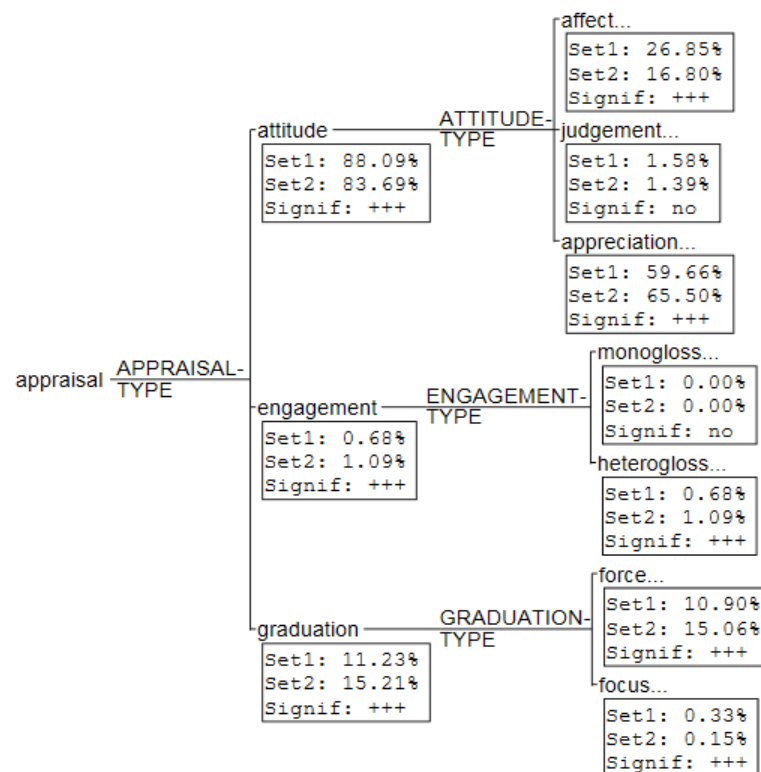 affect...
Set1: 26.85%
Set2: 16.80%
Signif: +++
attitude
ATTITUDE-
TYPE
judgement...
Set1: 88.09%
Set2: 83.69%
Signif: +++
Set1: 1.58%
Set2: 1.39%
Signif: no
appreciation...
Set1: 59.66%
Set2: 65.50%
Signif: +++
appraisal
APPRAISAL-
TYPE
monogloss...
Set1: 0.00%
Set2: 0.00%
Signif: no
engagement
ENGAGEMENT-
TYPE
Set1: 0.68%
Set2: 1.09%
Signif: +++
heterogloss...
Set1: 0.68%
Set2: 1.09%
Signif: +++
force...
Set1: 10.90%
Set2: 15.06%
Signif: +++
graduation
GRADUATION-
TYPE
Set1: 11.23%
Set2: 15.21%
Signif: +++
focus...
Set1: 0.33%
Set2: 0.15%
Signif: +++